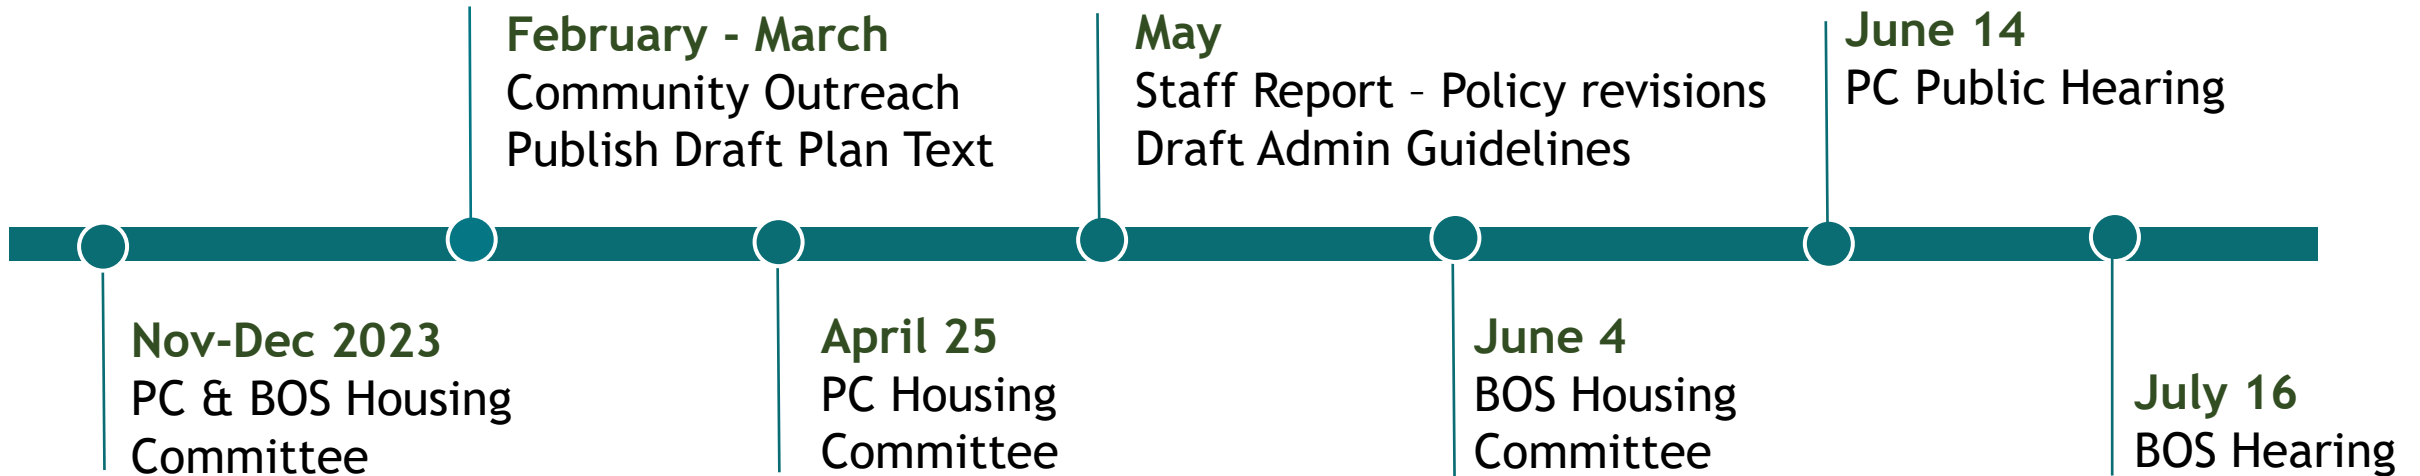 Nov-Dec 2023
PC & BOS Housing
Committee
February - March
Community Outreach
Publish Draft Plan Text
April 25
PC Housing
Committee
May
Staff Report – Policy revisions
Draft Admin Guidelines
June 4
BOS Housing
Committee
June 14
PC Public Hearing
July 16
BOS Hearing